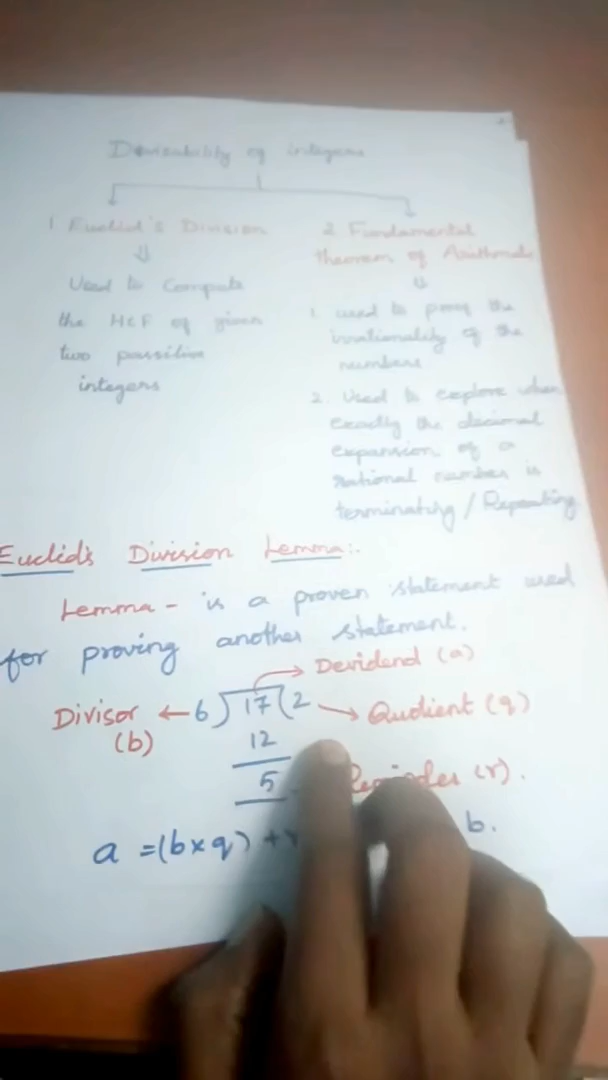 Devisability of integers
1. Euclid's Division
⇓
Used to Compute
the HCF of given
two possitive
integers
2. Fundamental
theorem of Arithmetic
⇓
1. used to prove the
irrationality of the
numbers
2. Used to explore when
exactly the decimal
expansion of a
rational number is
terminating / Repeating
Euclid's Division Lemma:-
Lemma - is a proven statement used
for proving another statement.
Devidend (a)
Divisor ← 6 ) 17 ( 2 → Qudient (q)
(b)
12
5 (r).
a = (b×q) + r b.